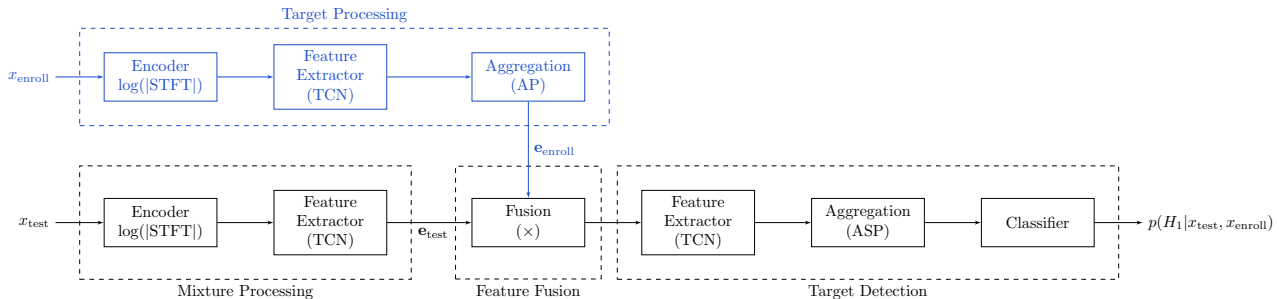 Target Processing
x_enroll
Encoder
log(|STFT|)
Feature
Extractor
(TCN)
Aggregation
(AP)
e_enroll
x_test
Encoder
log(|STFT|)
Feature
Extractor
(TCN)
e_test
Fusion
(×)
Feature
Extractor
(TCN)
Aggregation
(ASP)
Classifier
p(H_1|x_test, x_enroll)
Mixture Processing
Feature Fusion
Target Detection